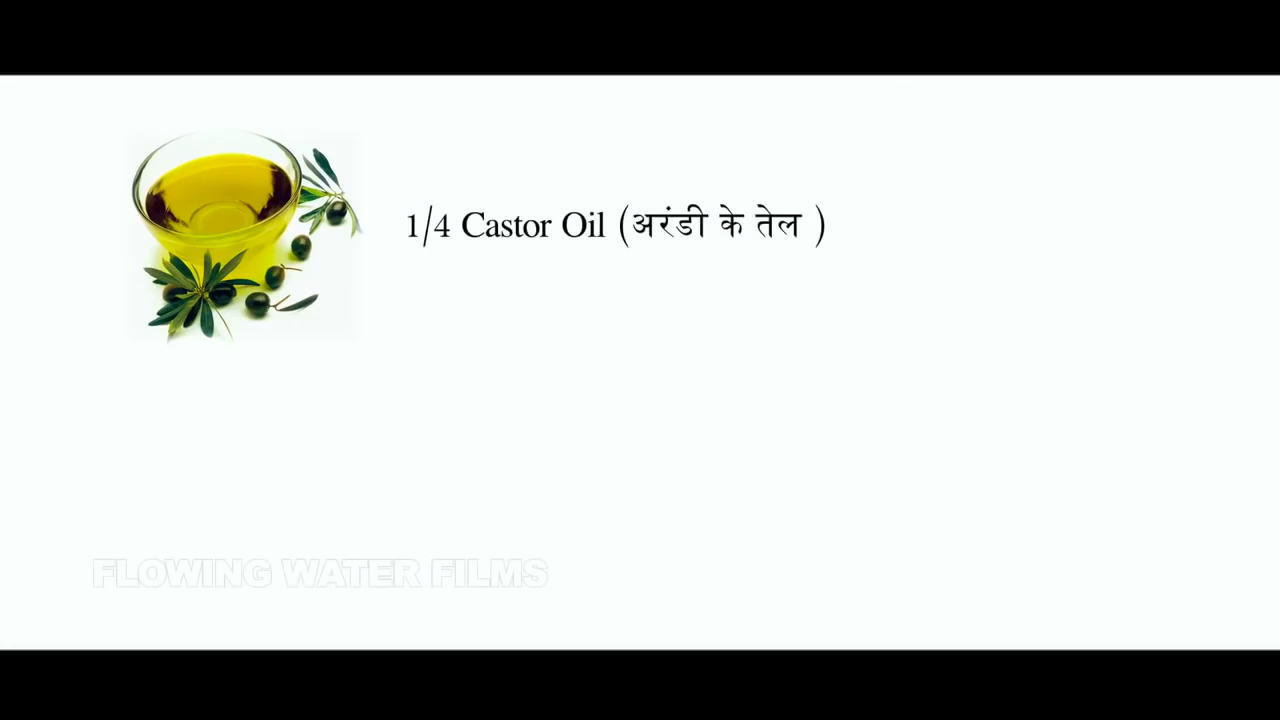 1/4 Castor Oil (अरंडी के तेल )
FLOWING WATER FILMS